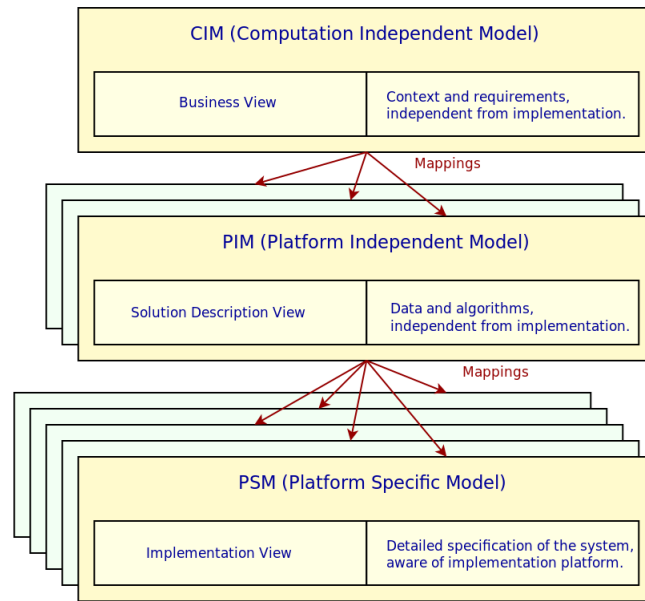 CIM (Computation Independent Model)
Business View
Context and requirements,
independent from implementation.
Mappings
PIM (Platform Independent Model)
Solution Description View
Data and algorithms,
independent from implementation.
Mappings
PSM (Platform Specific Model)
Implementation View
Detailed specification of the system,
aware of implementation platform.